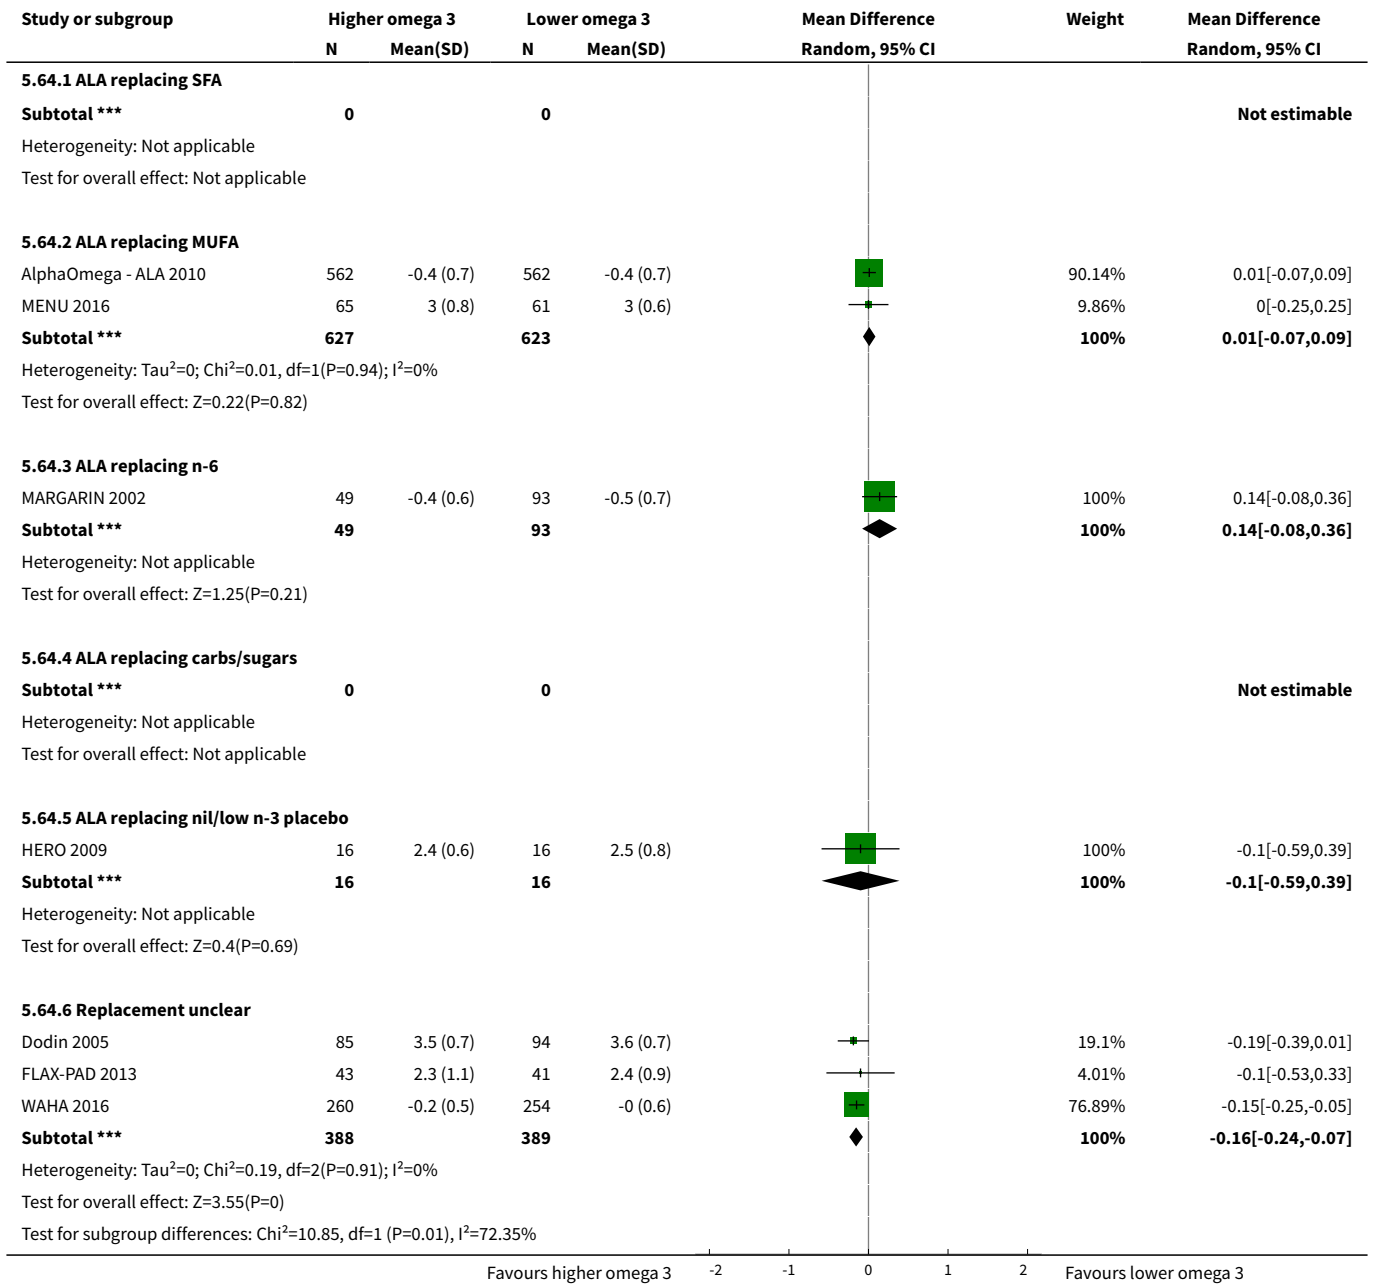 Study or subgroup Higher omega 3 Lower omega 3 Mean Difference Weight Mean Difference
N Mean(SD) N Mean(SD) Random, 95% CI Random, 95% CI
5.64.1 ALA replacing SFA
Subtotal *** 0 0 Not estimable
Heterogeneity: Not applicable
Test for overall effect: Not applicable
5.64.2 ALA replacing MUFA
AlphaOmega - ALA 2010 562 -0.4 (0.7) 562 -0.4 (0.7) 90.14% 0.01[-0.07,0.09]
MENU 2016 65 3 (0.8) 61 3 (0.6) 9.86% 0[-0.25,0.25]
Subtotal *** 627 623 100% 0.01[-0.07,0.09]
Heterogeneity: Tau²=0; Chi²=0.01, df=1(P=0.94); I²=0%
Test for overall effect: Z=0.22(P=0.82)
5.64.3 ALA replacing n-6
MARGARIN 2002 49 -0.4 (0.6) 93 -0.5 (0.7) 100% 0.14[-0.08,0.36]
Subtotal *** 49 93 100% 0.14[-0.08,0.36]
Heterogeneity: Not applicable
Test for overall effect: Z=1.25(P=0.21)
5.64.4 ALA replacing carbs/sugars
Subtotal *** 0 0 Not estimable
Heterogeneity: Not applicable
Test for overall effect: Not applicable
5.64.5 ALA replacing nil/low n-3 placebo
HERO 2009 16 2.4 (0.6) 16 2.5 (0.8) 100% -0.1[-0.59,0.39]
Subtotal *** 16 16 100% -0.1[-0.59,0.39]
Heterogeneity: Not applicable
Test for overall effect: Z=0.4(P=0.69)
5.64.6 Replacement unclear
Dodin 2005 85 3.5 (0.7) 94 3.6 (0.7) 19.1% -0.19[-0.39,0.01]
FLAX-PAD 2013 43 2.3 (1.1) 41 2.4 (0.9) 4.01% -0.1[-0.53,0.33]
WAHA 2016 260 -0.2 (0.5) 254 -0 (0.6) 76.89% -0.15[-0.25,-0.05]
Subtotal *** 388 389 100% -0.16[-0.24,-0.07]
Heterogeneity: Tau²=0; Chi²=0.19, df=2(P=0.91); I²=0%
Test for overall effect: Z=3.55(P=0)
Test for subgroup differences: Chi²=10.85, df=1 (P=0.01), I²=72.35%
Favours higher omega 3 -2 -1 0 1 2 Favours lower omega 3